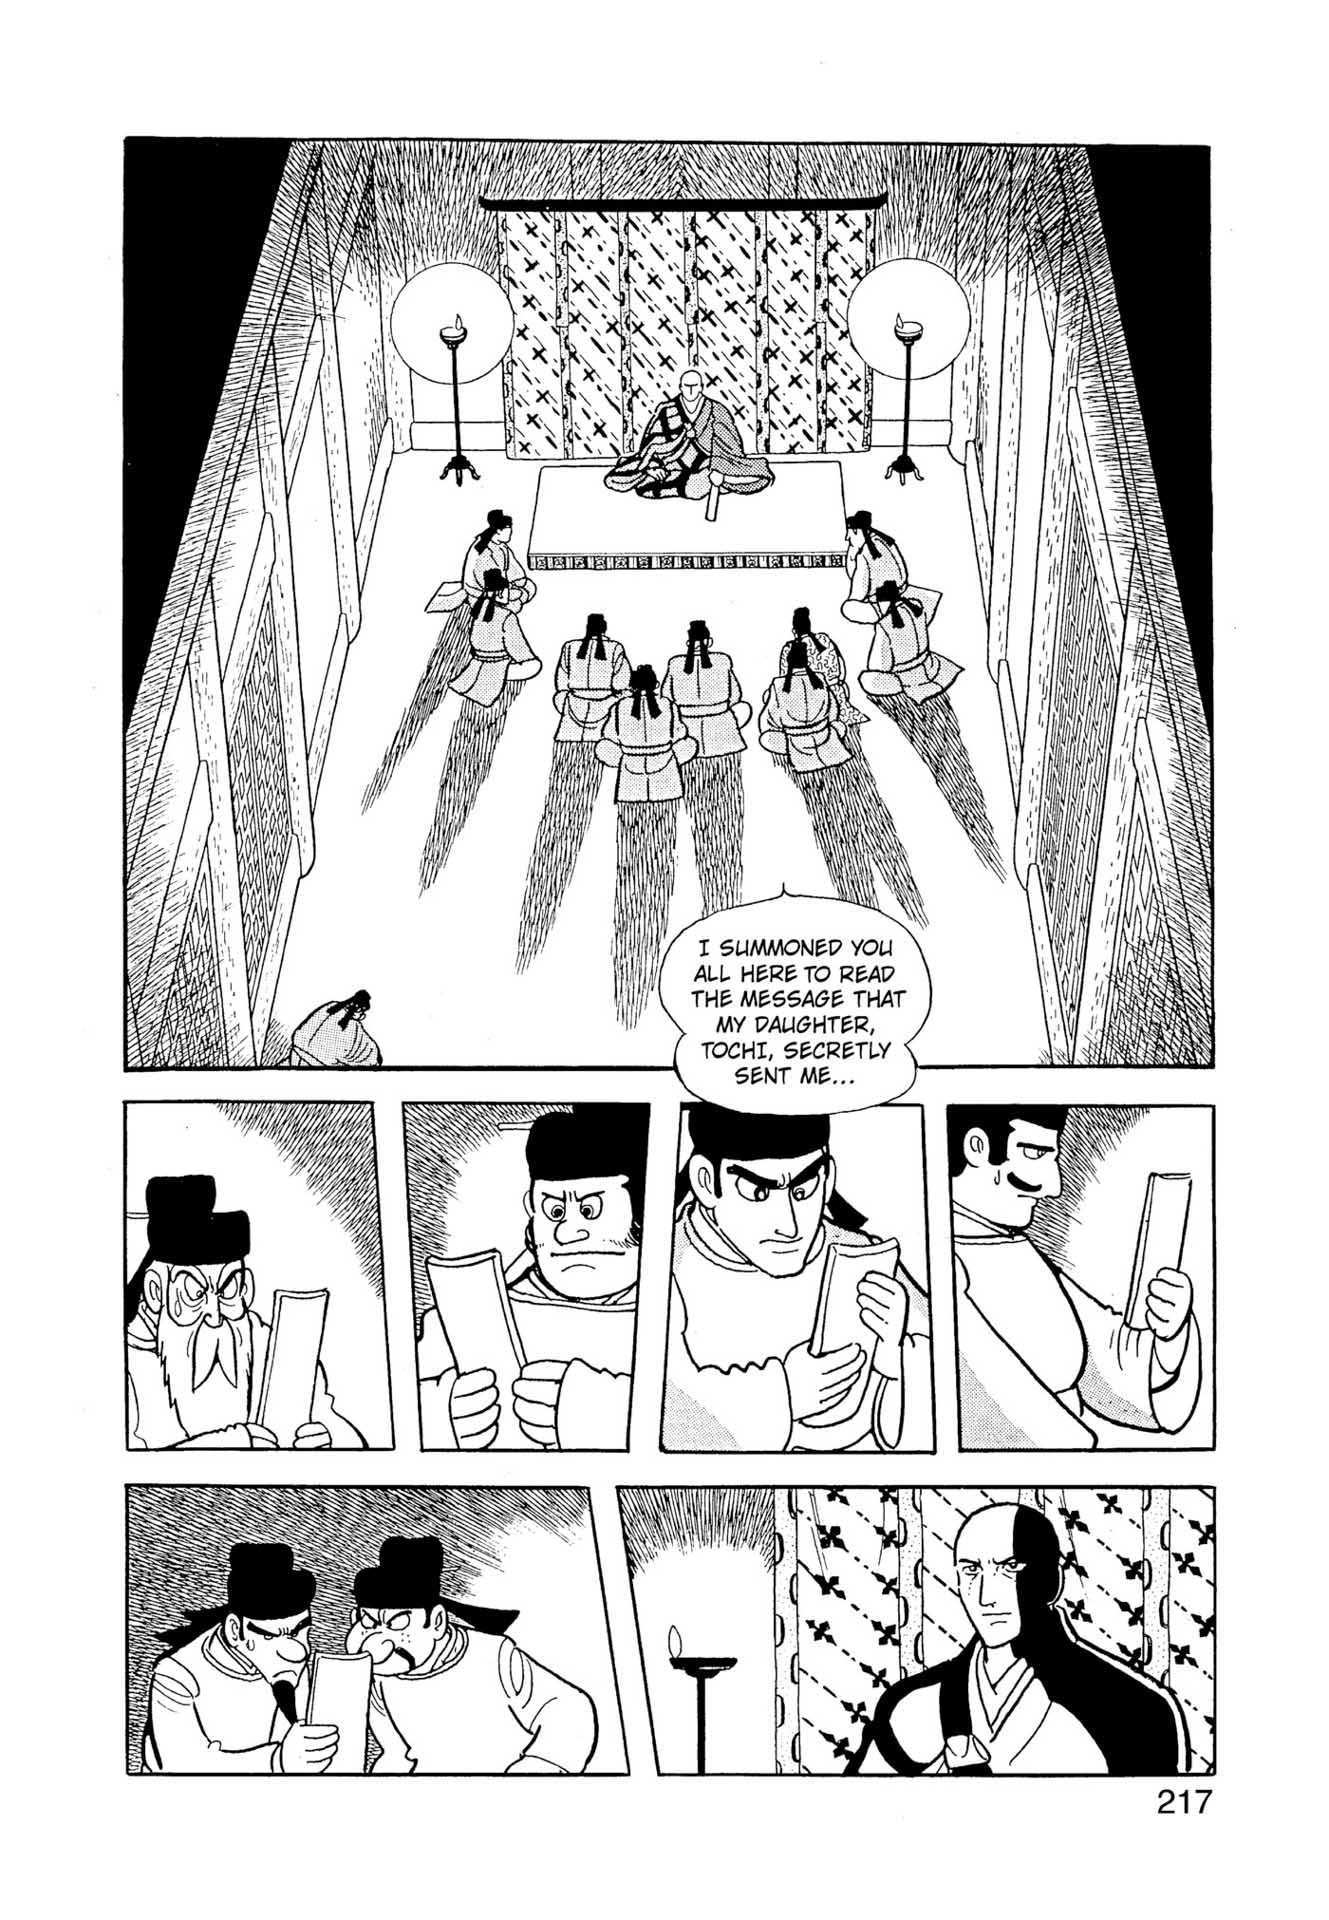 I SUMMONED YOU
ALL HERE TO READ
THE MESSAGE THAT
MY DAUGHTER,
TOCHI, SECRETLY
SENT ME...
217